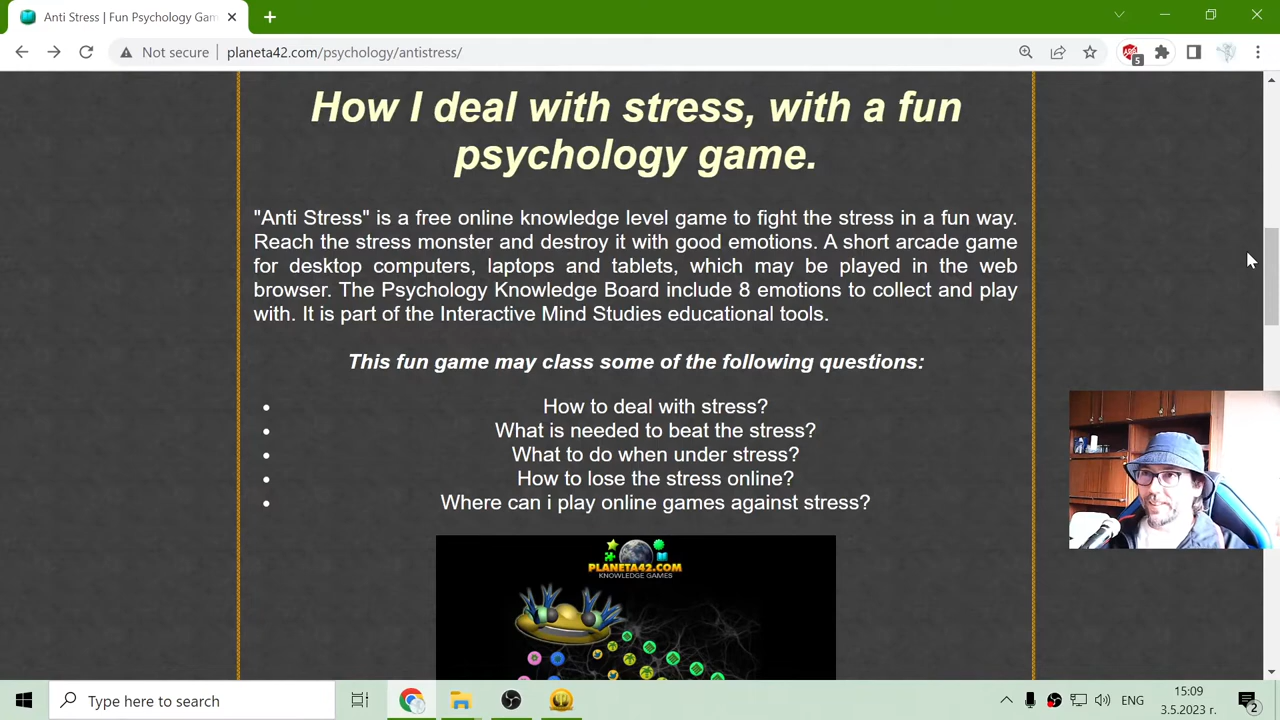 Anti Stress | Fun Psychology Gam
Not secure
planeta42.com/psychology/antistress/
5
How I deal with stress, with a fun
psychology game.
"Anti Stress" is a free online knowledge level game to fight the stress in a fun way.
Reach the stress monster and destroy it with good emotions. A short arcade game
for desktop computers, laptops and tablets, which may be played in the web
browser. The Psychology Knowledge Board include 8 emotions to collect and play
with. It is part of the Interactive Mind Studies educational tools.
This fun game may class some of the following questions:
How to deal with stress?
What is needed to beat the stress?
What to do when under stress?
How to lose the stress online?
Where can i play online games against stress?
PLANETA42.COM
KNOWLEDGE GAMES
Type here to search
ENG
15:09
3.5.2023 г.
2